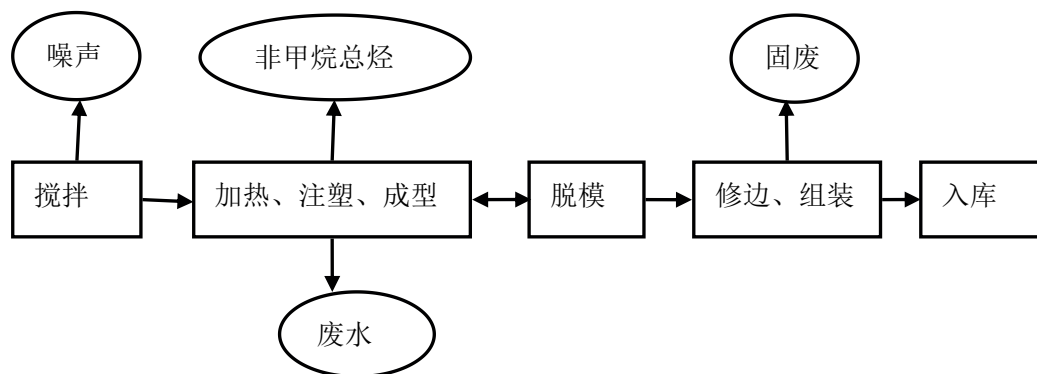 噪声
非甲烷总烃
固废
搅拌
加热、注塑、成型
脱模
修边、组装
入库
废水